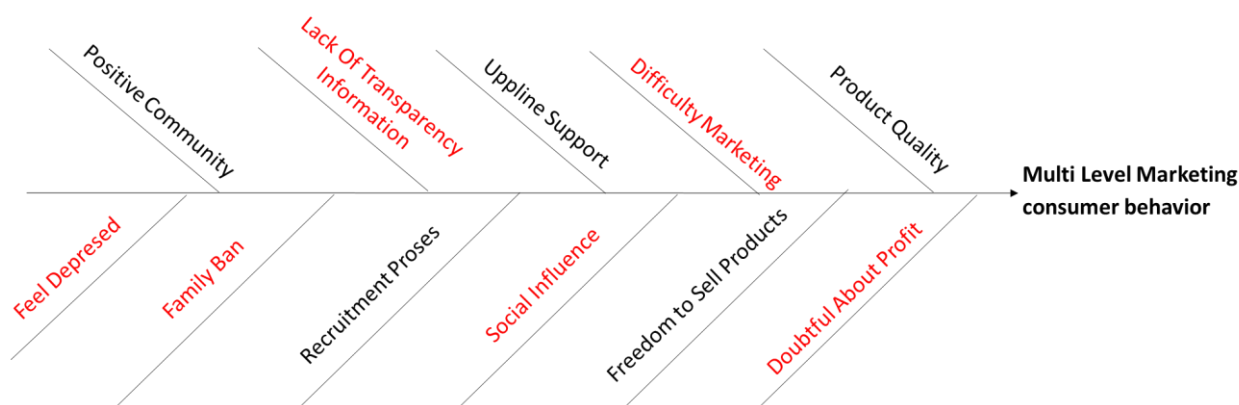 Positive Community
Lack Of Transparency
Information
Uppline Support
Difficulty Marketing
Product Quality
Multi Level Marketing
consumer behavior
Feel Depresed
Family Ban
Recruitment Proses
Social Influence
Freedom to Sell Products
Doubtful About Profit